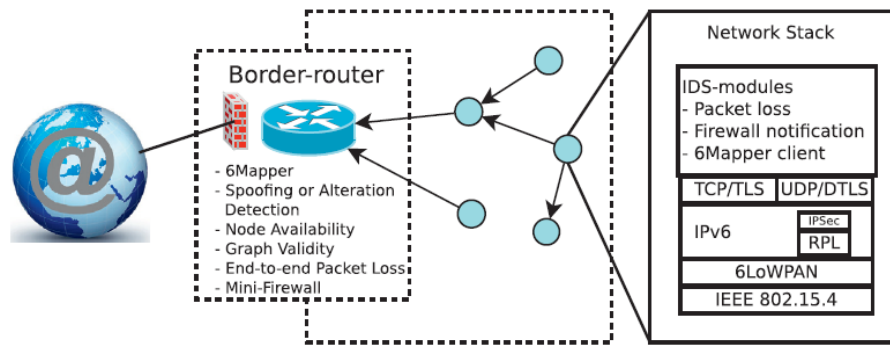 Network Stack
Border-router
@
- 6Mapper
- Spoofing or Alteration
Detection
- Node Availability
- Graph Validity
- End-to-end Packet Loss
- Mini-Firewall
IDS-modules
- Packet loss
- Firewall notification
- 6Mapper client
TCP/TLS UDP/DTLS
IPv6
IPSec
RPL
6LoWPAN
IEEE 802.15.4